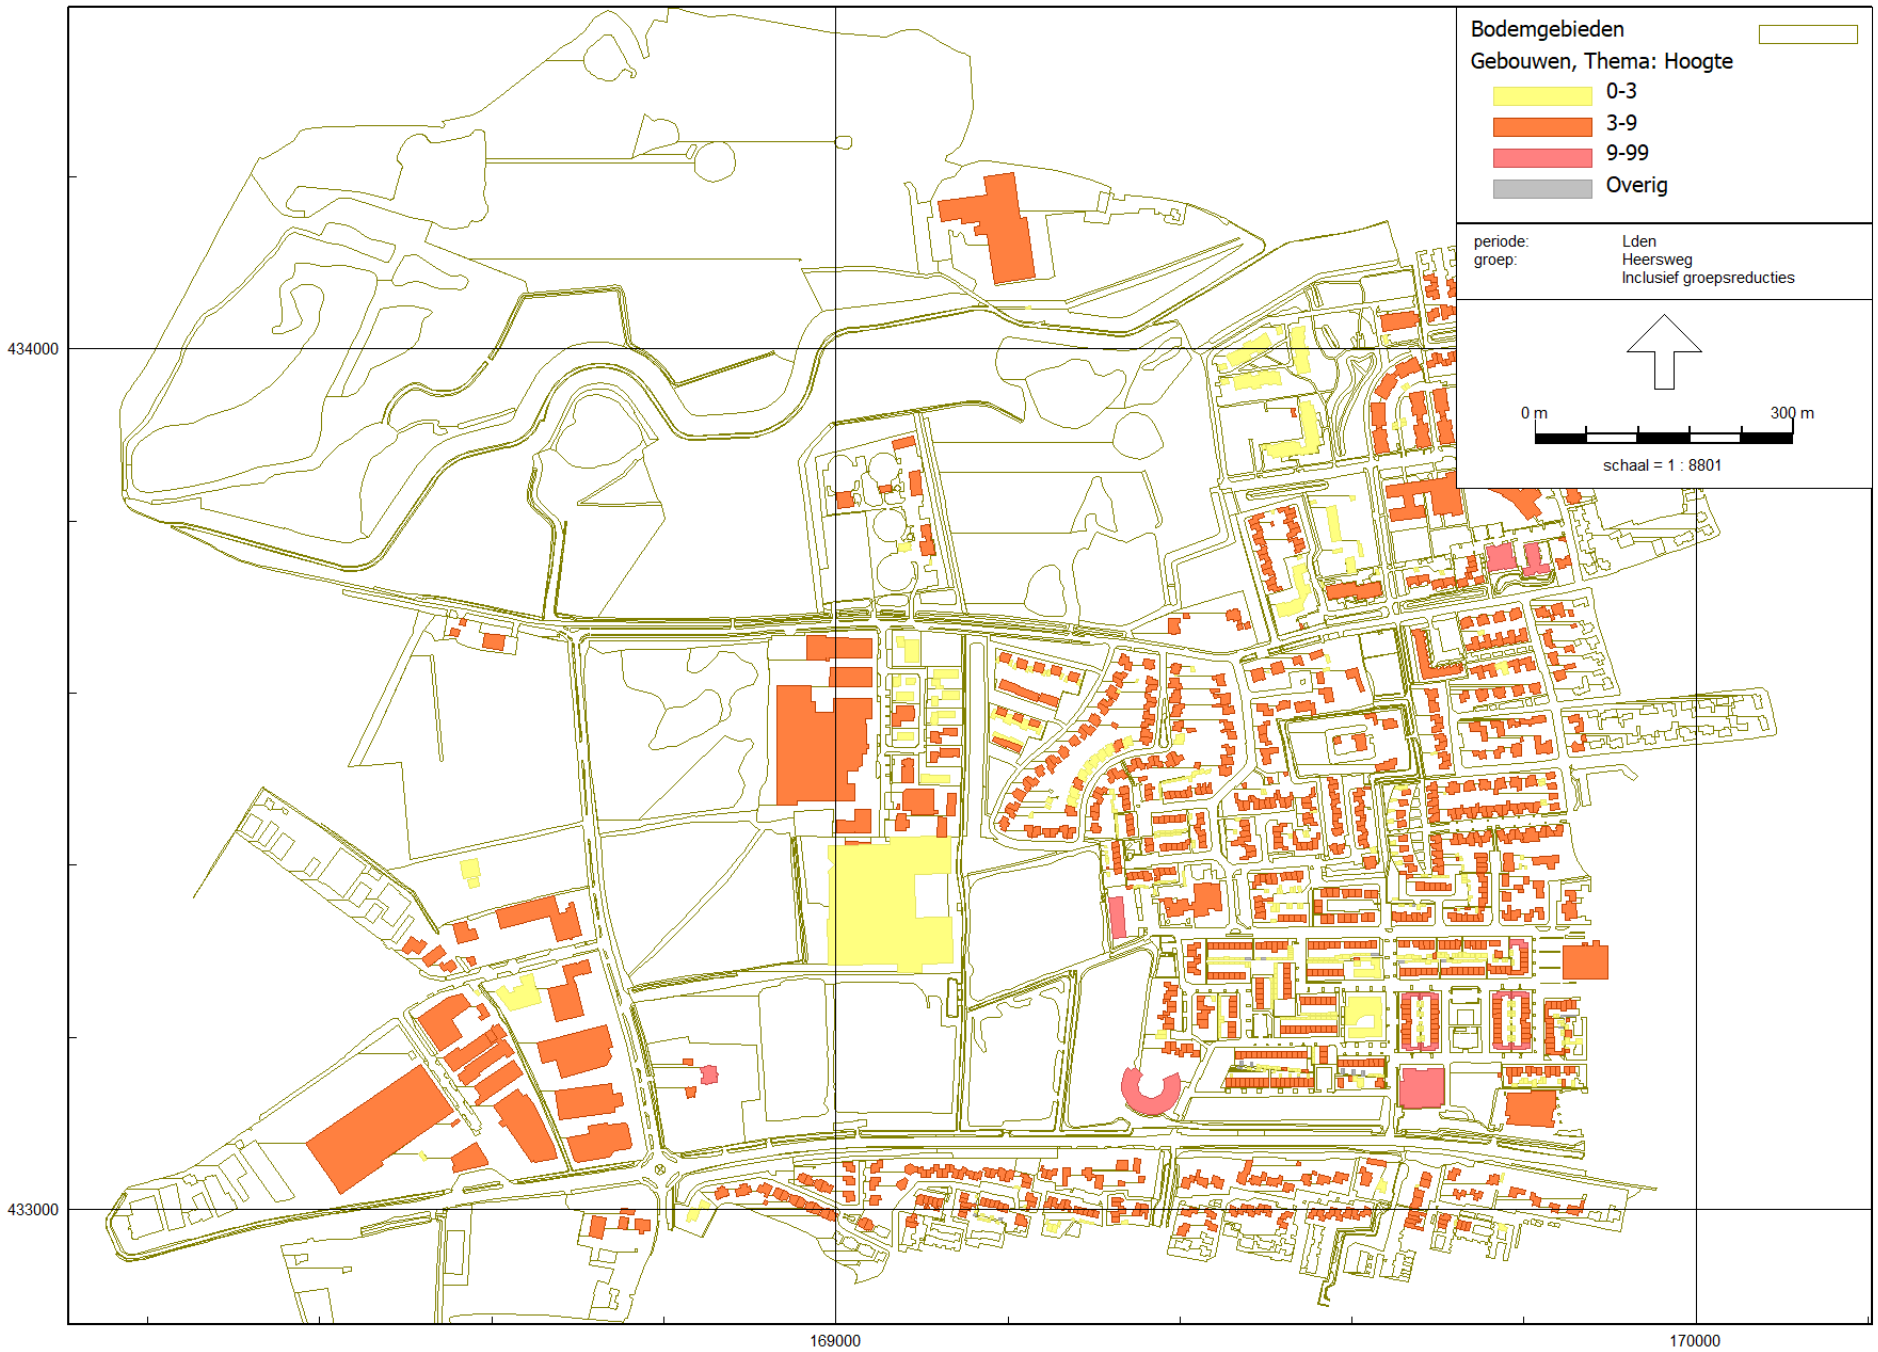 Bodemgebieden
Gebouwen, Thema: Hoogte
0-3
3-9
9-99
Overig
periode: Lden
groep: Heersweg
Inclusief groepsreducties
0 m 300 m
schaal = 1 : 8801
434000
433000
169000 170000